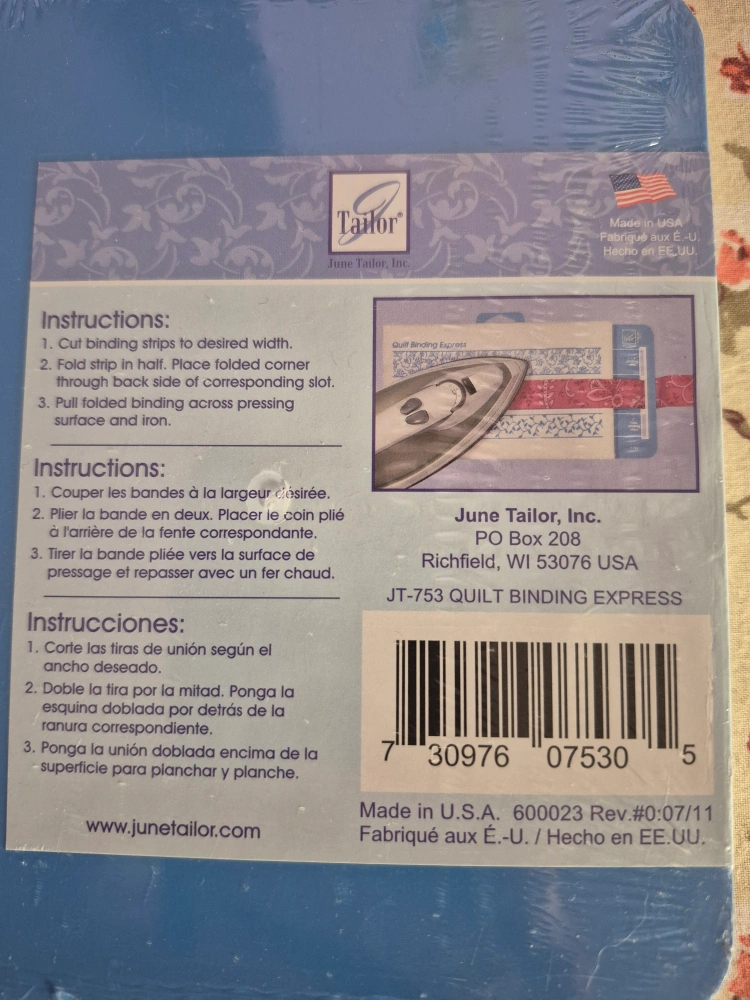 Tailor®
June Tailor, Inc.
Made in USA
Fabriqué aux É.-U.
Hecho en EE.UU.
Instructions:
1. Cut binding strips to desired width.
2. Fold strip in half. Place folded corner
through back side of corresponding slot.
3. Pull folded binding across pressing
surface and iron.
Instructions:
1. Couper les bandes à la largeur désirée.
2. Plier la bande en deux. Placer le coin plié
à l'arrière de la fente correspondante.
3. Tirer la bande pliée vers la surface de
pressage et repasser avec un fer chaud.
Instrucciones:
1. Corte las tiras de unión según el
ancho deseado.
2. Doble la tira por la mitad. Ponga la
esquina doblada por detrás de la
ranura correspondiente.
3. Ponga la unión doblada encima de la
superficie para planchar y planche.
www.junetailor.com
Quilt Binding Express
June Tailor, Inc.
PO Box 208
Richfield, WI 53076 USA
JT-753 QUILT BINDING EXPRESS
7 30976 07530 5
Made in U.S.A. 600023 Rev.#0:07/11
Fabriqué aux É.-U. / Hecho en EE.UU.